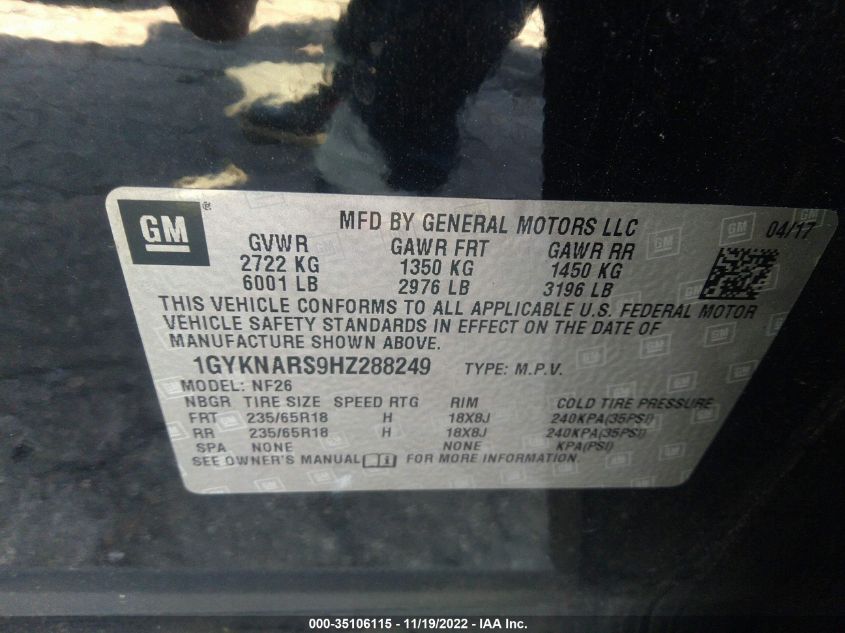 GM ® MFD BY GENERAL MOTORS LLC 04/17
GVWR GAWR FRT GAWR RR
2722 KG 1350 KG 1450 KG
6001 LB 2976 LB 3196 LB
THIS VEHICLE CONFORMS TO ALL APPLICABLE U.S. FEDERAL MOTOR
VEHICLE SAFETY STANDARDS IN EFFECT ON THE DATE OF
MANUFACTURE SHOWN ABOVE.
1GYKNARS9HZ288249 TYPE: M.P.V.
MODEL: NF26
NBGR TIRE SIZE SPEED RTG RIM COLD TIRE PRESSURE
FRT 235/65R18 H 18X8J 240KPA(35PSI)
RR 235/65R18 H 18X8J 240KPA(35PSI)
SPA NONE NONE KPA(PSI)
SEE OWNER'S MANUAL FOR MORE INFORMATION.
000-35106115 - 11/19/2022 - IAA Inc.